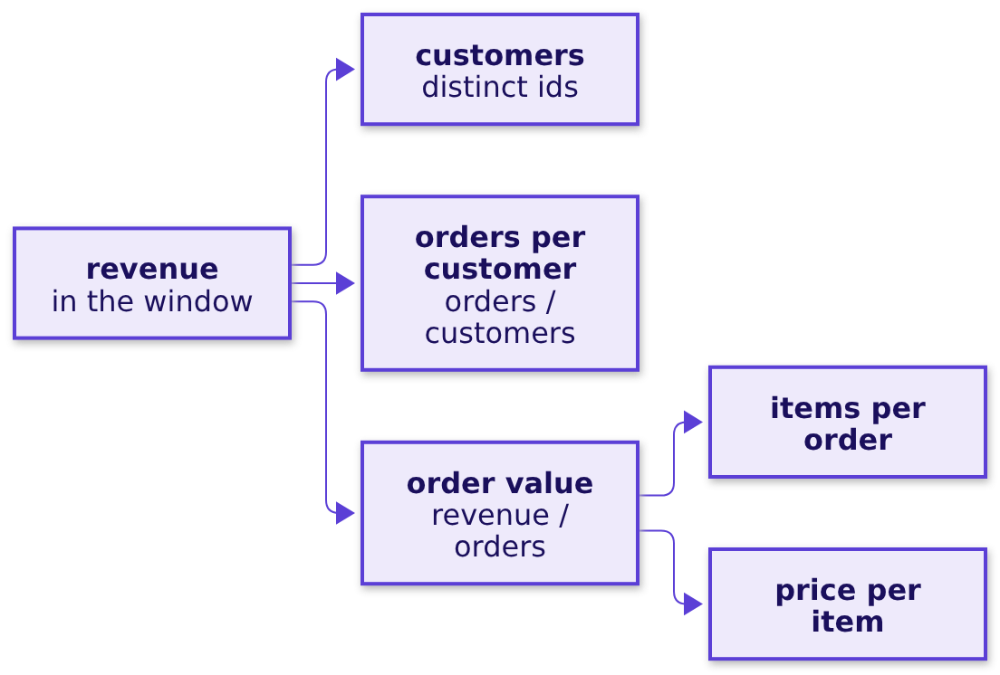 customers
distinct ids
orders per
customer
orders /
customers
revenue
in the window
items per
order
order value
revenue /
orders
price per
item